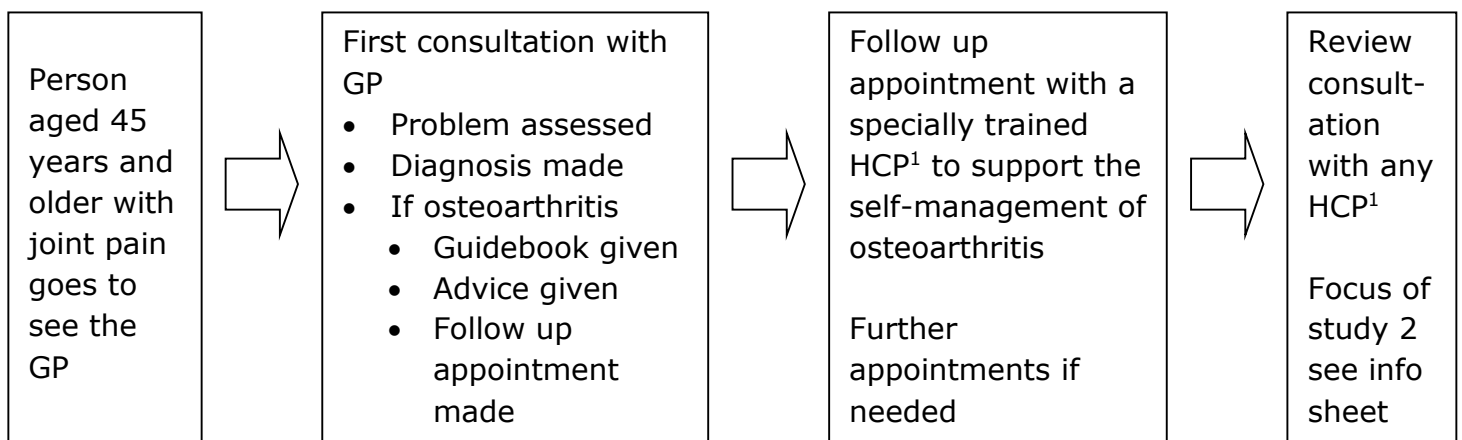 Person
aged 45
years and
older with
joint pain
goes to
see the
GP
First consultation with
GP
• Problem assessed
• Diagnosis made
• If osteoarthritis
• Guidebook given
• Advice given
• Follow up
appointment
made
Follow up
appointment with a
specially trained
HCP¹ to support the
self-management of
osteoarthritis
Further
appointments if
needed
Review
consult-
ation
with any
HCP¹
Focus of
study 2
see info
sheet